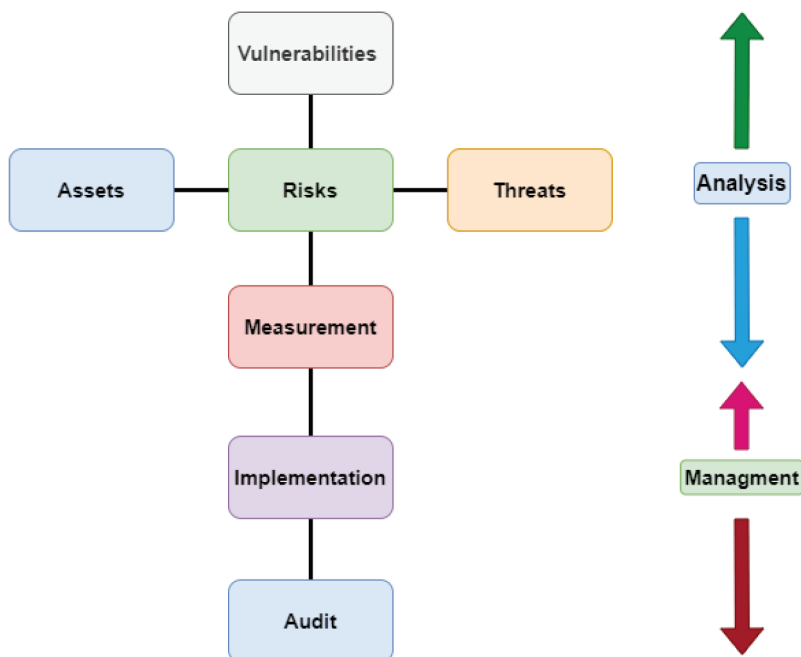 Vulnerabilities
Assets
Risks
Threats
Analysis
Measurement
Implementation
Managment
Audit